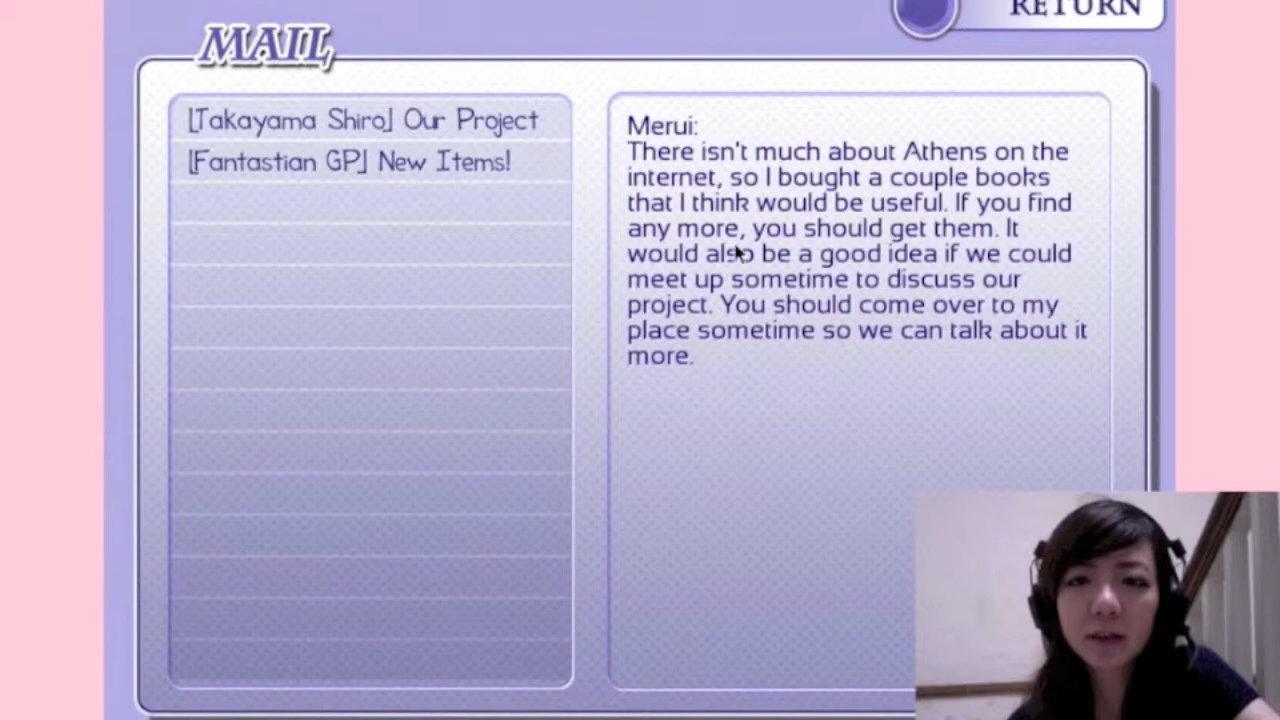 RETURN
MAIL
[Takayama Shiro] Our Project
[Fantastian GP] New Items!
Merui:
There isn't much about Athens on the
internet, so I bought a couple books
that I think would be useful. If you find
any more, you should get them. It
would also be a good idea if we could
meet up sometime to discuss our
project. You should come over to my
place sometime so we can talk about it
more.